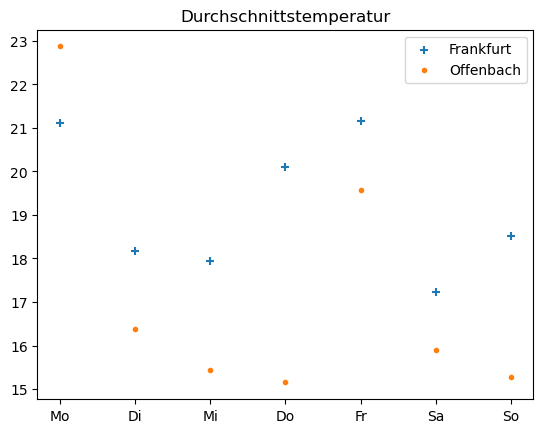 Durchschnittstemperatur
Frankfurt
Offenbach
23
22
21
20
19
18
17
16
15
Mo Di Mi Do Fr Sa So